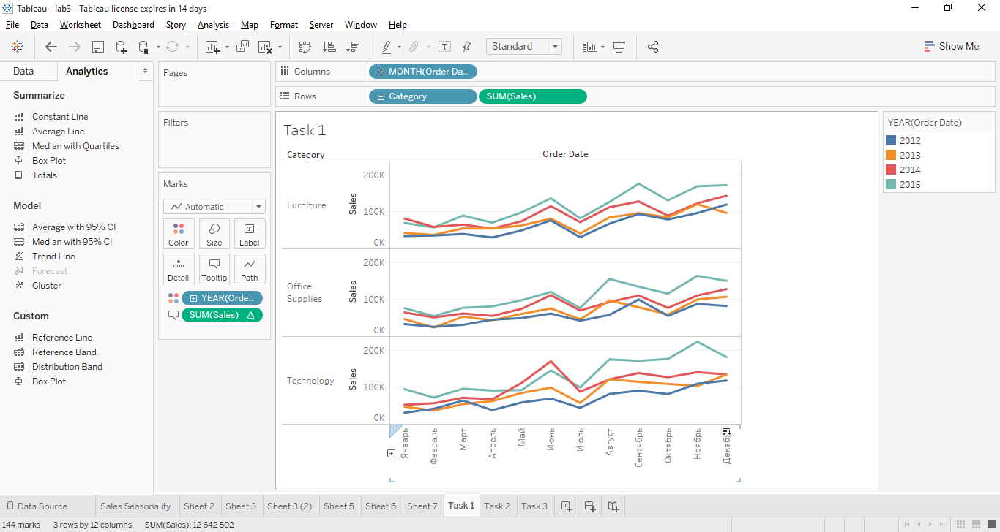 Tableau - lab3 - Tableau license expires in 14 days
File Data Worksheet Dashboard Story Analysis Map Format Server Window Help
Standard
Show Me
Data Analytics
Summarize
Constant Line
Average Line
Median with Quartiles
Box Plot
Totals
Model
Average with 95% CI
Median with 95% CI
Trend Line
Forecast
Cluster
Custom
Reference Line
Reference Band
Distribution Band
Box Plot
Pages
Filters
Marks
Automatic
Color Size Label
Detail Tooltip Path
YEAR(Orde..
SUM(Sales) Δ
Columns MONTH(Order Da..
Rows Category SUM(Sales)
Task 1
Category Order Date
Furniture
Sales
200K
100K
0K
Office
Supplies
Sales
200K
100K
0K
Technology
Sales
200K
100K
0K
Январь
Февраль
Март
Апрель
Май
Июнь
Июль
Август
Сентябрь
Октябрь
Ноябрь
Декаб
YEAR(Order Date)
2012
2013
2014
2015
Data Source Sales Seasonality Sheet 2 Sheet 3 Sheet 3 (2) Sheet 5 Sheet 6 Sheet 7 Task 1 Task 2 Task 3
144 marks 3 rows by 12 columns SUM(Sales): 12 642 502